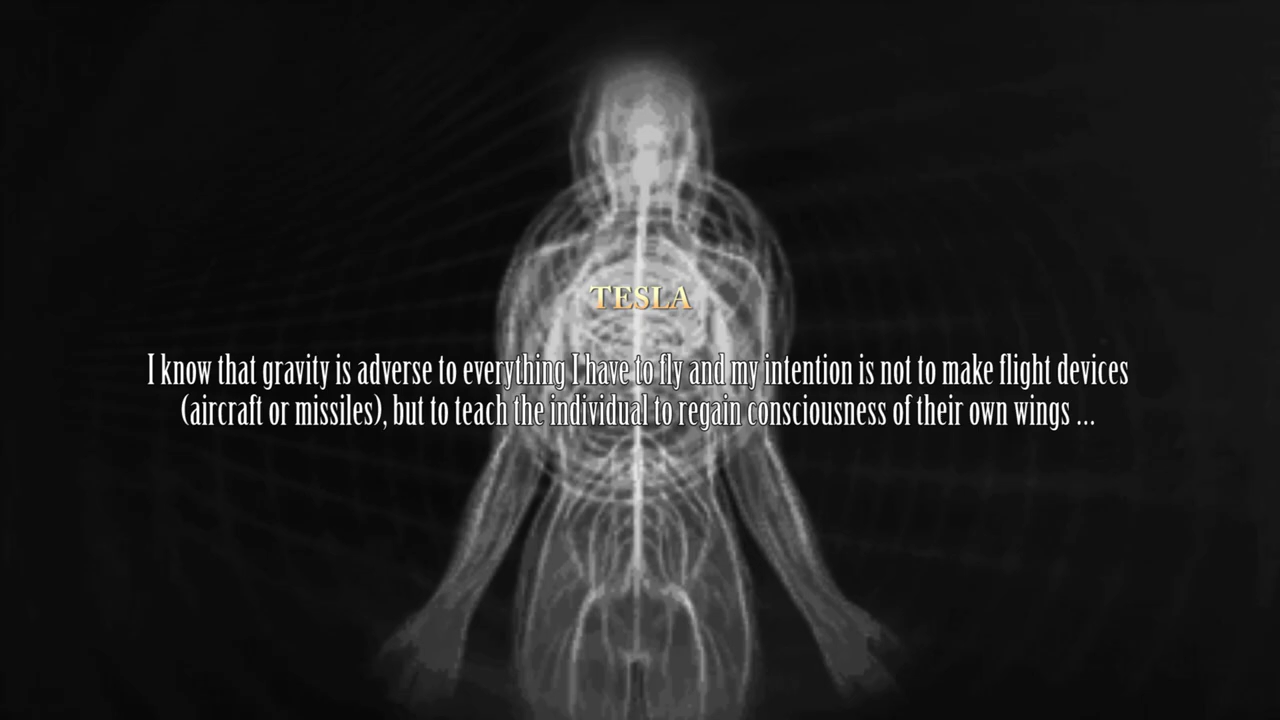 TESLA
I know that gravity is adverse to everything I have to fly and my intention is not to make flight devices
(aircraft or missiles), but to teach the individual to regain consciousness of their own wings ...